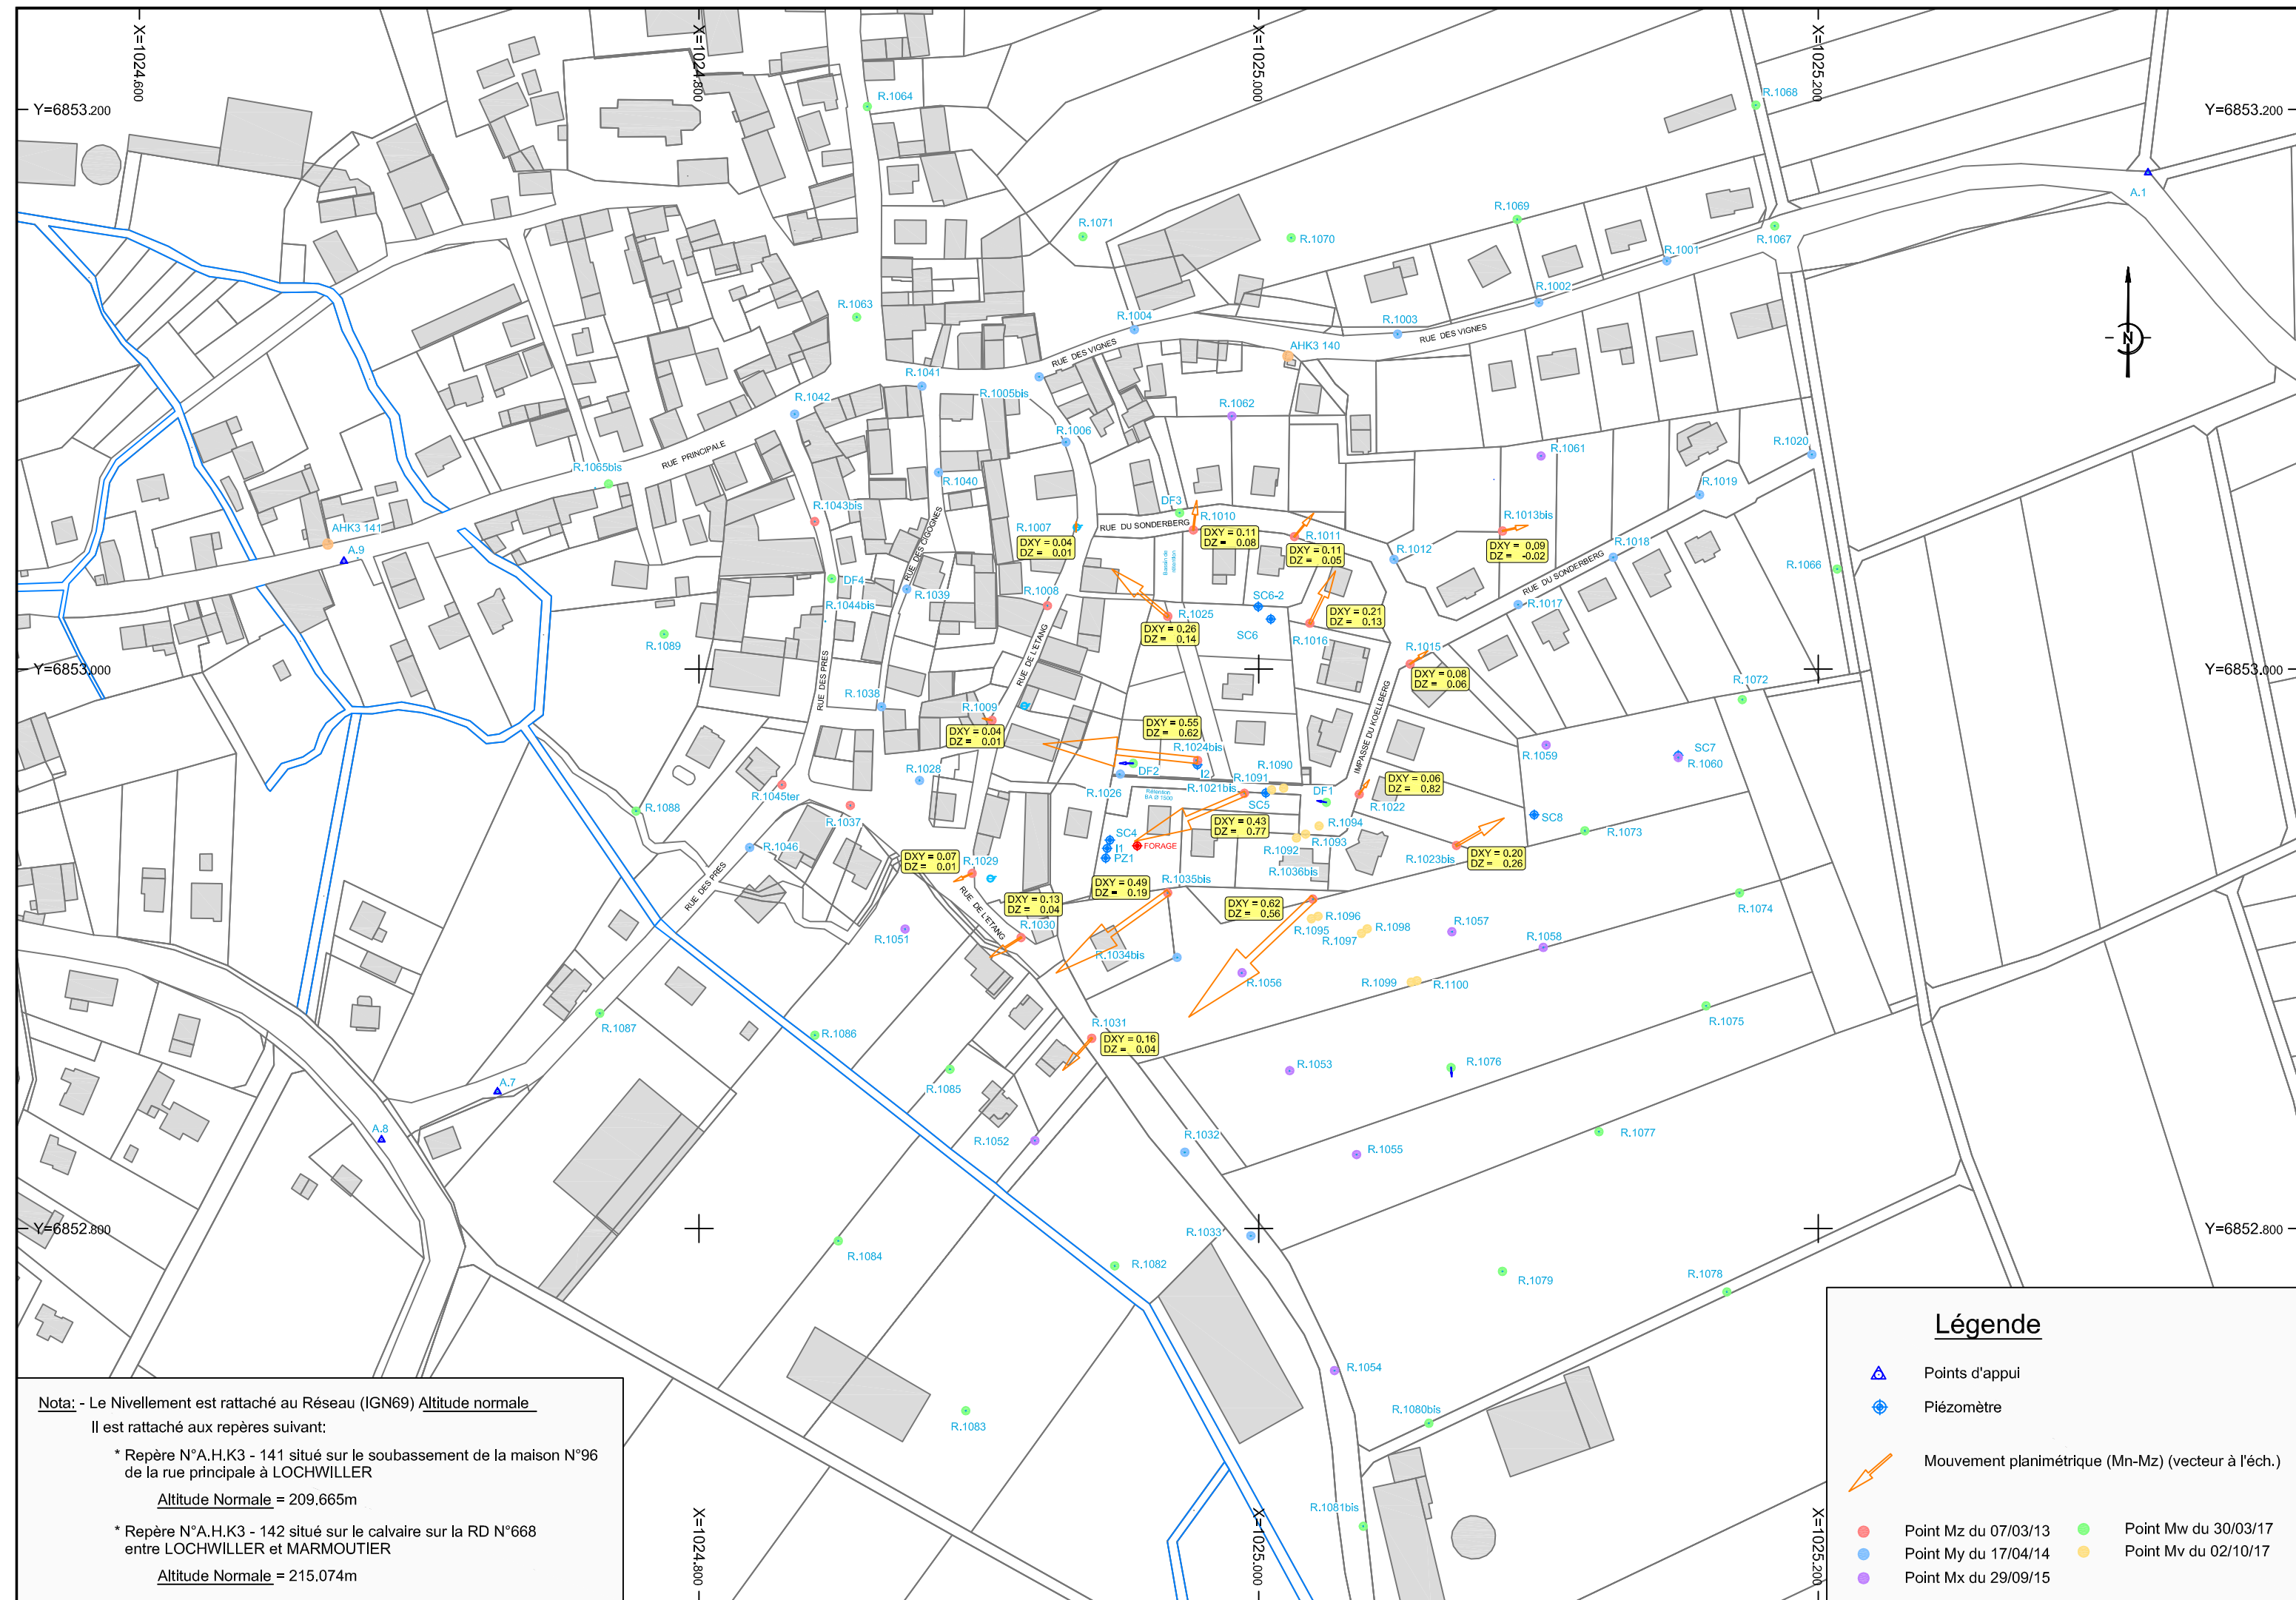 X=1024.600
X=1024.800
X=1025.000
X=1025.200
Y=6853.200
Y=6853.200
R.1064
R.1068
A.1
R.1071
R.1070
R.1069
R.1067
R.1001
R.1002
R.1063
R.1004
R.1003
RUE DES VIGNES
RUE DES VIGNES
AHK3 140
R.1041
R.1005bis
R.1042
R.1062
R.1006
RUE PRINCIPALE
R.1061
R.1020
R.1065bis
R.1040
R.1019
DF3
R.1043bis
R.1010
R.1013bis
AHK3 141
R.1007
RUE DU SONDERBERG
R.1011
A.9
DXY = 0.04
DZ = 0.01
DXY = 0.11
DZ = 0.08
DXY = 0.11
DZ = 0.05
DXY = 0.09
DZ = -0.02
R.1012
R.1018
RUE DES CIGOGNES
Bassin de
rétention
RUE DU SONDERBERG
R.1066
DF4
R.1039
R.1044bis
R.1008
SC6-2
R.1017
R.1025
DXY = 0.21
DZ = 0.13
DXY = 0.26
DZ = 0.14
SC6
R.1016
R.1089
R.1015
RUE DE L'ETANG
Y=6853.000
Y=6853.000
RUE DES PRES
DXY = 0.08
DZ = 0.06
R.1038
R.1072
R.1009
DXY = 0.04
DZ = 0.01
DXY = 0.55
DZ = 0.62
R.1024bis
IMPASSE DU KOELLBERG
R.1059
SC7
R.1060
R.1028
DF2
I2
R.1090
R.1091
R.1026
R.1021bis
DF1
DXY = 0.06
DZ = 0.82
Rétention
BA Ø 1500
R.1045ter
SC5
R.1022
R.1088
R.1037
DXY = 0.43
DZ = 0.77
R.1094
SC8
R.1073
SC4
I1
PZ1
FORAGE
R.1092
R.1093
R.1046
DXY = 0.07
DZ = 0.01
R.1029
R.1023bis
DXY = 0.20
DZ = 0.26
R.1036bis
DXY = 0.49
DZ = 0.19
R.1035bis
RUE DES PRES
RUE DE L'ETANG
DXY = 0.13
DZ = 0.04
DXY = 0.62
DZ = 0.56
R.1074
R.1030
R.1096
R.1095
R.1098
R.1097
R.1057
R.1051
R.1058
R.1034bis
R.1056
R.1099
R.1100
R.1087
R.1075
R.1086
R.1031
DXY = 0.16
DZ = 0.04
R.1053
R.1076
A.7
R.1085
A.8
R.1052
R.1032
R.1077
R.1055
Y=6852.800
Y=6852.800
R.1033
R.1084
R.1082
R.1079
R.1078
R.1054
R.1083
R.1080bis
R.1081bis
X=1024.800
X=1025.000
X=1025.200
Nota: - Le Nivellement est rattaché au Réseau (IGN69) Altitude normale
Il est rattaché aux repères suivant:
* Repère N°A.H.K3 - 141 situé sur le soubassement de la maison N°96
de la rue principale à LOCHWILLER
Altitude Normale = 209.665m
* Repère N°A.H.K3 - 142 situé sur le calvaire sur la RD N°668
entre LOCHWILLER et MARMOUTIER
Altitude Normale = 215.074m
N
Légende
Points d'appui
Piézomètre
Mouvement planimétrique (Mn-Mz) (vecteur à l'éch.)
Point Mz du 07/03/13
Point Mw du 30/03/17
Point My du 17/04/14
Point Mv du 02/10/17
Point Mx du 29/09/15